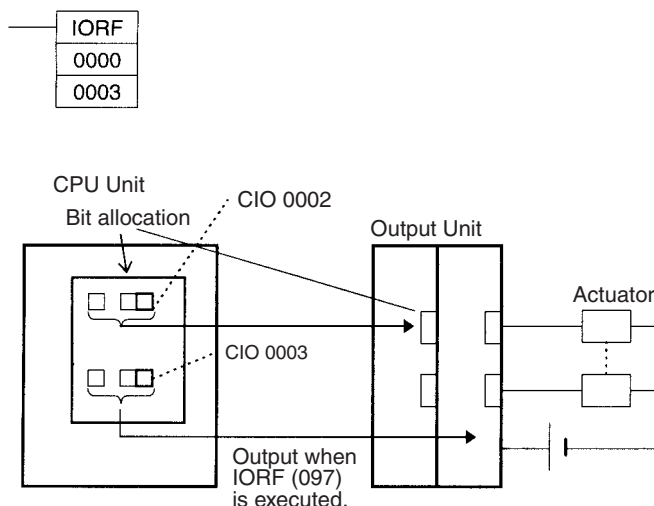 IORF
0000
0003
CPU Unit
Bit allocation
CIO 0002
Output Unit
Actuator
CIO 0003
Output when
IORF (097)
is executed.